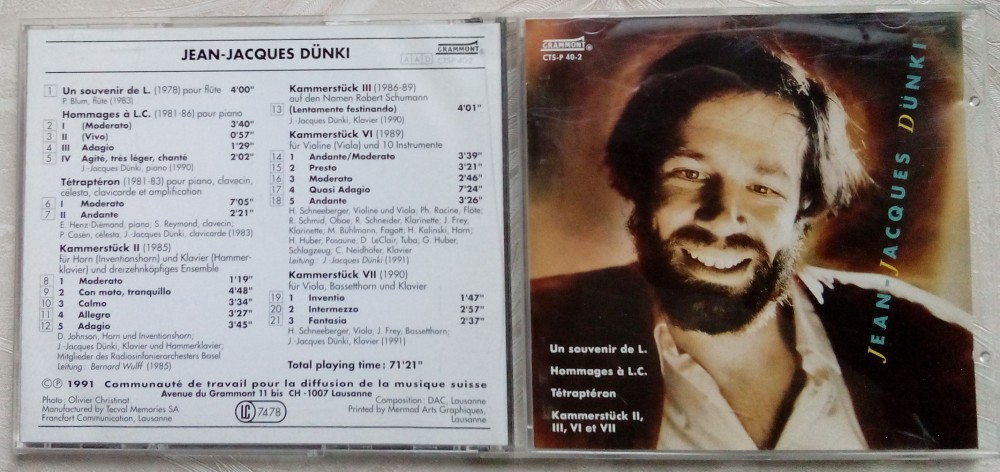 JEAN-JACQUES DÜNKI
GRAMMONT ®
AAD CTS-P 40-2
1 Un souvenir de L. (1978) pour flûte 4'00"
P. Blum, flûte (1983)
Hommages à L.C. (1981-86) pour piano
2 I (Moderato) 3'40"
3 II (Vivo) 0'57"
4 III Adagio 1'29"
5 IV Agité, très léger, chanté 2'02"
J.-Jacques Dünki, piano (1990)
Tétraptéron (1981-83) pour piano, clavecin,
célesta, clavicorde et amplification
6 I Moderato 7'05"
7 II Andante 2'21"
E. Henz-Diémand, piano; S. Reymond, clavecin;
P. Casén, célesta, J.-Jacques Dünki, clavicorde (1983)
Kammerstück II (1985)
für Horn (Inventionshorn) und Klavier (Hammer-
klavier) und dreizehnköpfiges Ensemble
8 1 Moderato 1'19"
9 2 Con moto, tranquillo 4'48"
10 3 Calmo 3'34"
11 4 Allegro 3'27"
12 5 Adagio 3'45"
D. Johnson, Horn und Inventionshorn;
J.-Jacques Dünki, Klavier und Hammerklavier,
Mitglieder des Radiosinfonierorchesters Basel
Leitung: Bernard Wulff (1985)
Kammerstück III (1986-89)
auf den Namen Robert Schumann
13 (Lentamente festinando) 4'01"
J.-Jacques Dünki, Klavier (1990)
Kammerstück VI (1989)
für Violine (Viola) und 10 Instrumente
14 1 Andante/Moderato 3'39"
15 2 Presto 3'21"
16 3 Moderato 2'46"
17 4 Quasi Adagio 7'24"
18 5 Andante 3'26"
H. Schneeberger, Violine und Viola; Ph. Racine, Flöte;
R. Schmid, Oboe; R. Schneider, Klarinette, J. Frey,
Klarinette; M. Bühlmann, Fagott; H. Kalinski, Horn;
H. Huber, Posaune; D. LeClair, Tuba; G. Huber,
Schlagzeug; C. Neidhöfer, Klavier
Leitung: J.-Jacques Dünki (1991)
Kammerstück VII (1990)
für Viola, Bassetthorn und Klavier
19 1 Inventio 1'47"
20 2 Intermezzo 2'57"
21 3 Fantasia 2'37"
H. Schneeberger, Viola; J. Frey, Bassetthorn;
J.-Jacques Dünki, Klavier (1991)
Total playing time: 71'21"
© ℗ 1991 Communauté de travail pour la diffusion de la musique suisse
Avenue du Grammont 11 bis CH-1007 Lausanne
Photo: Olivier Christinat
Manufactured by Tecval Memories SA
Francfort Communication, Lausanne
LC 7478
Composition: DAC, Lausanne
Printed by Mermod Arts Graphiques,
Lausanne
GRAMMONT ®
CTS-P 40-2
JEAN-JACQUES DÜNKI
Un souvenir de L.
Hommages à L.C.
Tétraptéron
Kammerstück II,
III, VI et VII